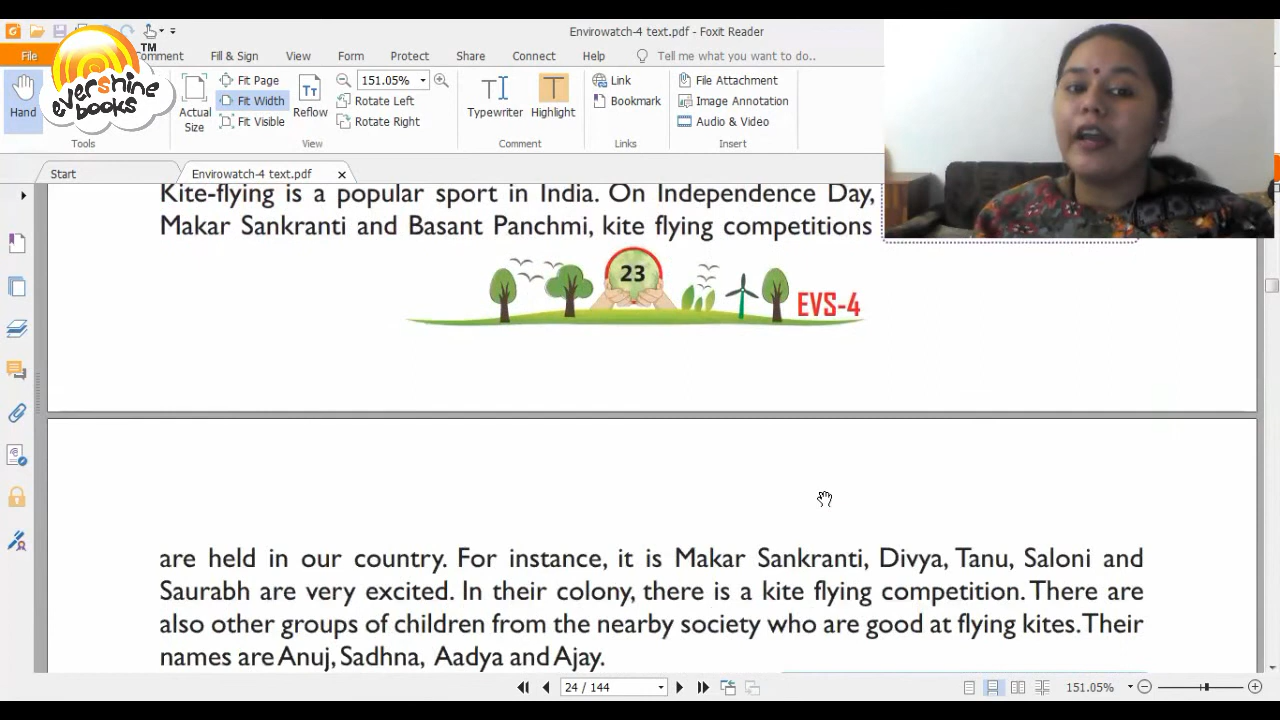 Envirowatch-4 text.pdf - Foxit Reader
File
Comment
Fill & Sign
View
Form
Protect
Share
Connect
Help
Tell me what you want to do..
TM
evershine
books
Hand
Tools
Actual
Size
Fit Page
Fit Width
Fit Visible
Reflow
151.05%
Rotate Left
Rotate Right
View
Typewriter
Highlight
Comment
Link
Bookmark
Links
File Attachment
Image Annotation
Audio & Video
Insert
Start
Envirowatch-4 text.pdf
Kite-flying is a popular sport in India. On Independence Day,
Makar Sankranti and Basant Panchmi, kite flying competitions
23
EVS-4
are held in our country. For instance, it is Makar Sankranti, Divya, Tanu, Saloni and
Saurabh are very excited. In their colony, there is a kite flying competition. There are
also other groups of children from the nearby society who are good at flying kites. Their
names are Anuj, Sadhna, Aadya and Ajay.
24 / 144
151.05%